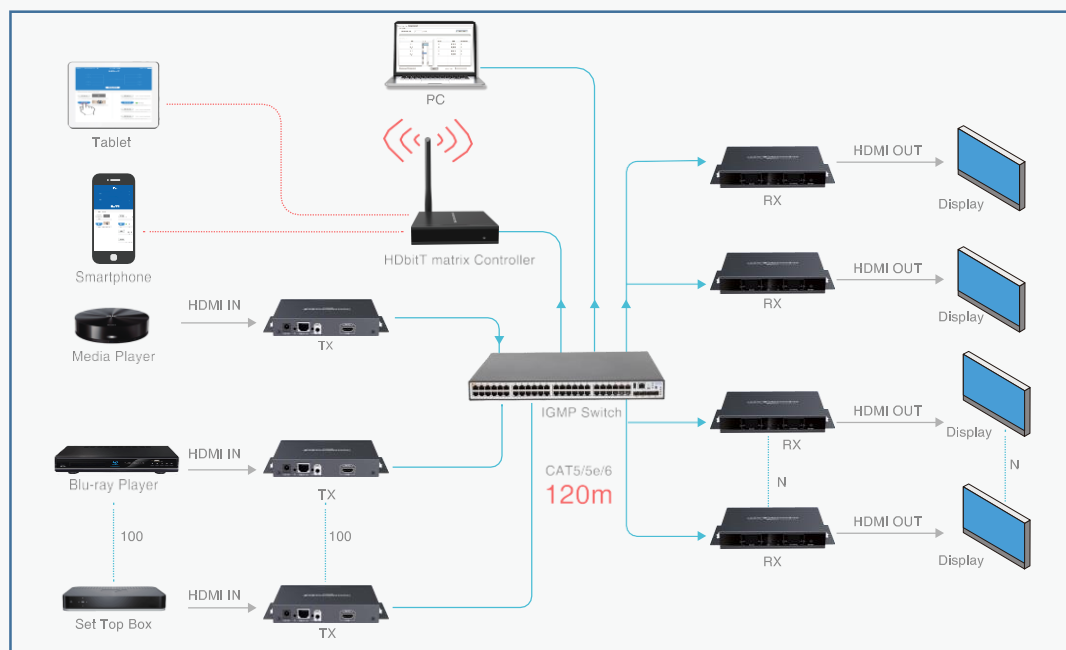 PC
Tablet
HDMI OUT
RX
Display
Smartphone
HDbitT matrix Controller
HDMI OUT
RX
Display
HDMI IN
Media Player
TX
IGMP Switch
HDMI OUT
RX
Display
HDMI IN
Blu-ray Player
TX
CAT5/5e/6
120m
N
N
HDMI OUT
RX
Display
100
100
HDMI IN
Set Top Box
TX